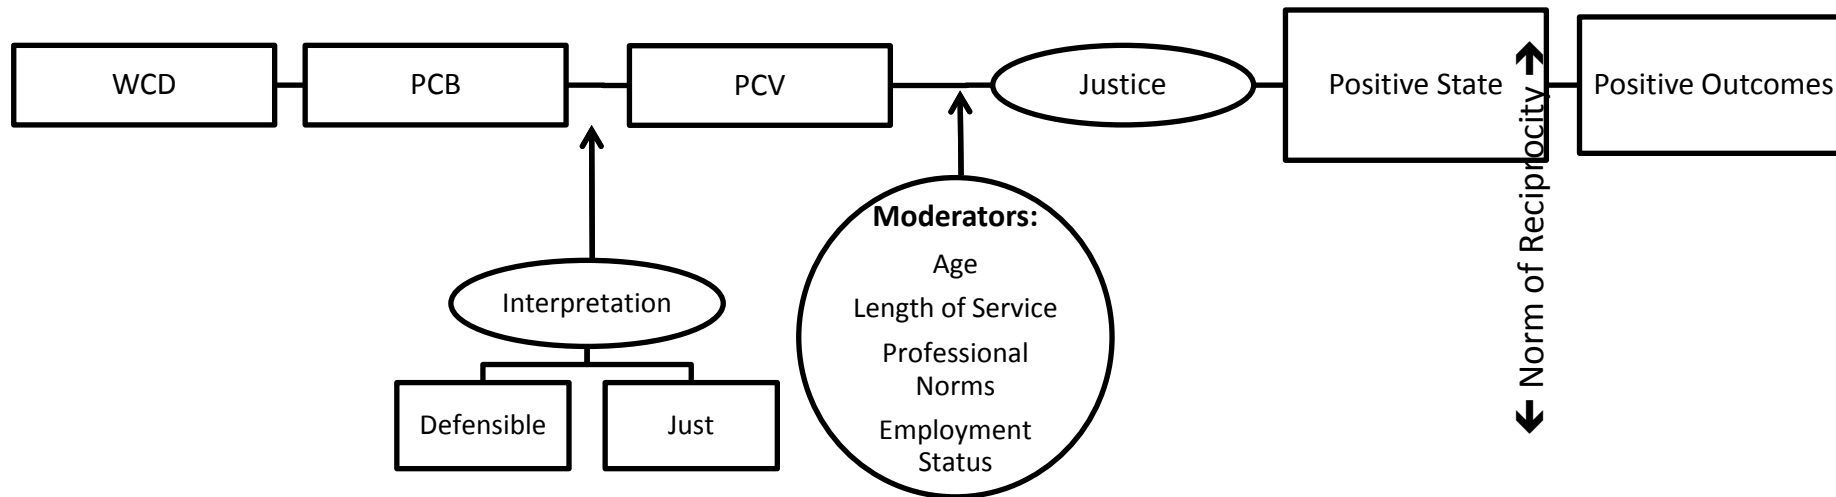 WCD
PCB
PCV
Justice
Positive State
Positive Outcomes
← Norm of Reciprocity →
Interpretation
Defensible
Just
Moderators:
Age
Length of Service
Professional
Norms
Employment
Status